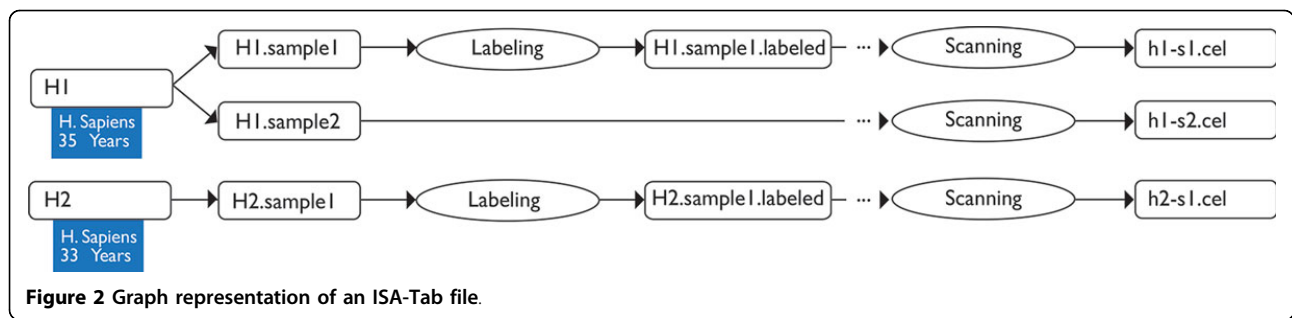 H1.sample1 Labeling H1.sample1.labeled ... Scanning h1-s1.cel
H1
H. Sapiens
35 Years
H1.sample2 ... Scanning h1-s2.cel
H2 H2.sample1 Labeling H2.sample1.labeled ... Scanning h2-s1.cel
H. Sapiens
33 Years
Figure 2 Graph representation of an ISA-Tab file.